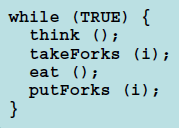 while (TRUE) {
  think ();
  takeForks (i);
  eat ();
  putForks (i);
}